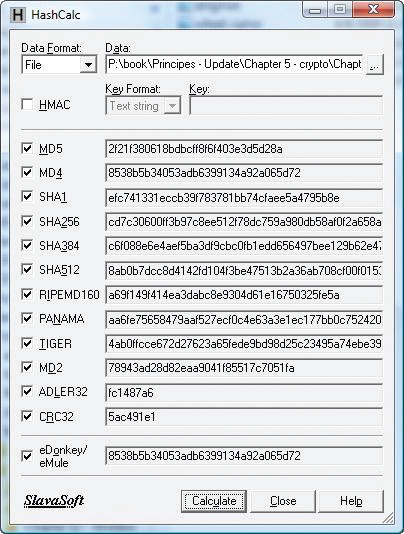 HashCalc
Data Format:
Data:
File
P:\book\Principes - Update\Chapter 5 - crypto\Chapt
...
HMAC
Key Format:
Key:
Text string
MD5
2f21f380618bdbcff8f6f403e3d5d28a
MD4
8538b5b34053adb6399134a92a065d72
SHA1
efc741331eccb39f783781bb74cfaee5a4795b8e
SHA256
cd7c30600ff3b97c8ee512f78dc759a980db58af0f2a658a
SHA384
c6f088e6e4aef5ba3df9cbc0fb1edd656497bee129b62e47
SHA512
8ab0b7dcc8d4142fd104f3be47513b2a36ab708cf00f0153
RIPEMD160
a69f149f414ea3dabc8e9304d61e16750325fe5a
PANAMA
aa6fe75658479aaf527ecf0c4e63a3e1ec177bb0c752420
TIGER
4ab0ffcce672d27623a65fede9bd98d25c23495a74ebe39
MD2
78943ad28d82eaa9041f85517c7051fa
ADLER32
fc1487a6
CRC32
5ac491e1
eDonkey/
eMule
8538b5b34053adb6399134a92a065d72
SlavaSoft
Calculate
Close
Help